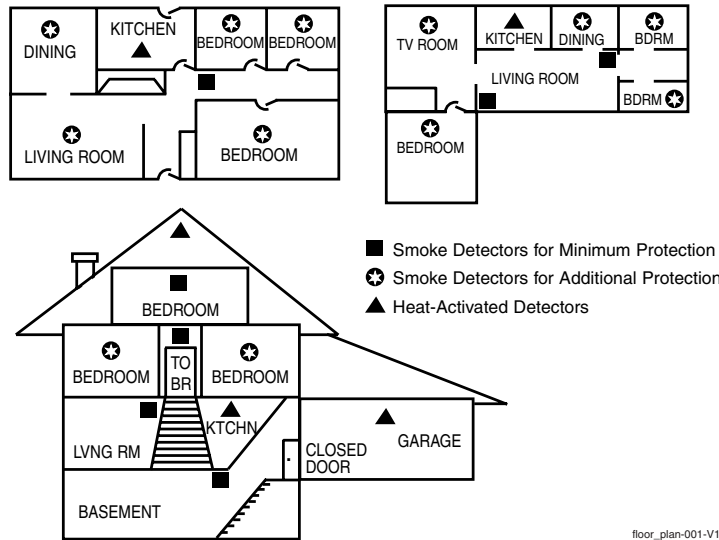 DINING
KITCHEN
BEDROOM
BEDROOM
LIVING ROOM
BEDROOM
TV ROOM
KITCHEN
DINING
BDRM
LIVING ROOM
BDRM
BEDROOM
Smoke Detectors for Minimum Protection
Smoke Detectors for Additional Protection
Heat-Activated Detectors
BEDROOM
BEDROOM
TO
BR
BEDROOM
LVNG RM
KTCHN
CLOSED
DOOR
GARAGE
BASEMENT
floor_plan-001-V1